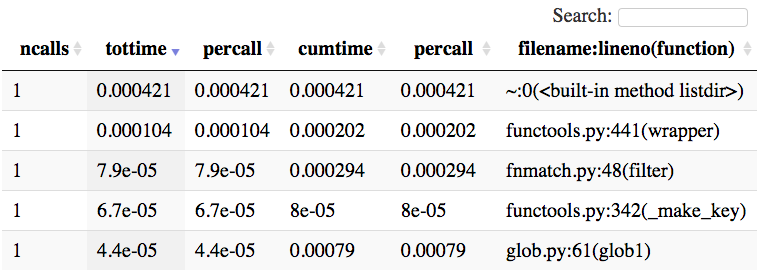 Search:
ncalls tottime percall cumtime percall filename:lineno(function)
1 0.000421 0.000421 0.000421 0.000421 ~:0(<built-in method listdir>)
1 0.000104 0.000104 0.000202 0.000202 functools.py:441(wrapper)
1 7.9e-05 7.9e-05 0.000294 0.000294 fnmatch.py:48(filter)
1 6.7e-05 6.7e-05 8e-05 8e-05 functools.py:342(_make_key)
1 4.4e-05 4.4e-05 0.00079 0.00079 glob.py:61(glob1)